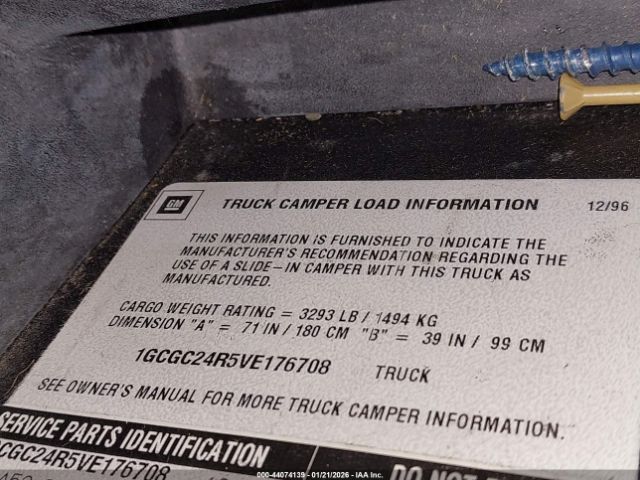 GM TRUCK CAMPER LOAD INFORMATION 12/96
THIS INFORMATION IS FURNISHED TO INDICATE THE
MANUFACTURER'S RECOMMENDATION REGARDING THE
USE OF A SLIDE-IN CAMPER WITH THIS TRUCK AS
MANUFACTURED.
CARGO WEIGHT RATING = 3293 LB / 1494 KG
DIMENSION "A" = 71 IN / 180 CM "B" = 39 IN / 99 CM
1GCGC24R5VE176708 TRUCK
SEE OWNER'S MANUAL FOR MORE TRUCK CAMPER INFORMATION.
SERVICE PARTS IDENTIFICATION
GCGC24R5VE176708 DO NOT
000-44074139 - 01/21/2026 - IAA Inc.